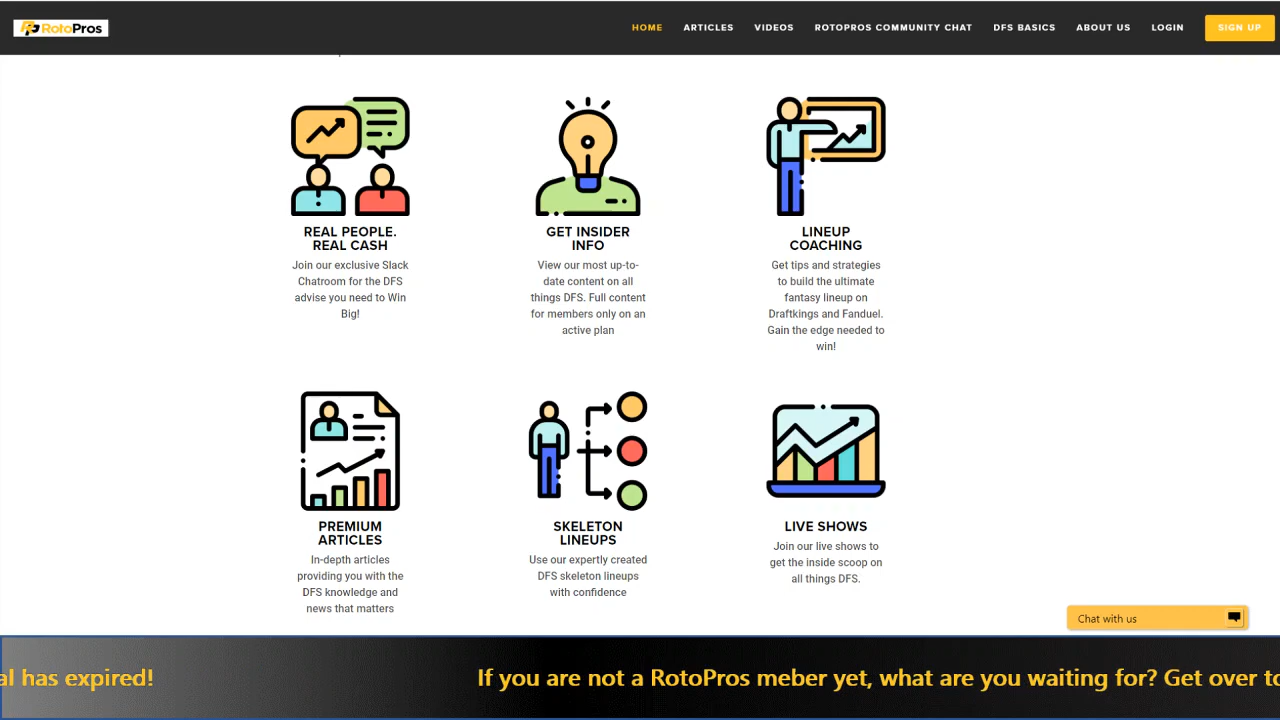 RotoPros
HOME ARTICLES VIDEOS ROTOPROS COMMUNITY CHAT DFS BASICS ABOUT US LOGIN SIGN UP
REAL PEOPLE.
REAL CASH
Join our exclusive Slack
Chatroom for the DFS
advise you need to Win
Big!
GET INSIDER
INFO
View our most up-to-
date content on all
things DFS. Full content
for members only on an
active plan
LINEUP
COACHING
Get tips and strategies
to build the ultimate
fantasy lineup on
Draftkings and Fanduel.
Gain the edge needed to
win!
PREMIUM
ARTICLES
In-depth articles
providing you with the
DFS knowledge and
news that matters
SKELETON
LINEUPS
Use our expertly created
DFS skeleton lineups
with confidence
LIVE SHOWS
Join our live shows to
get the inside scoop on
all things DFS.
Chat with us
al has expired! If you are not a RotoPros meber yet, what are you waiting for? Get over to